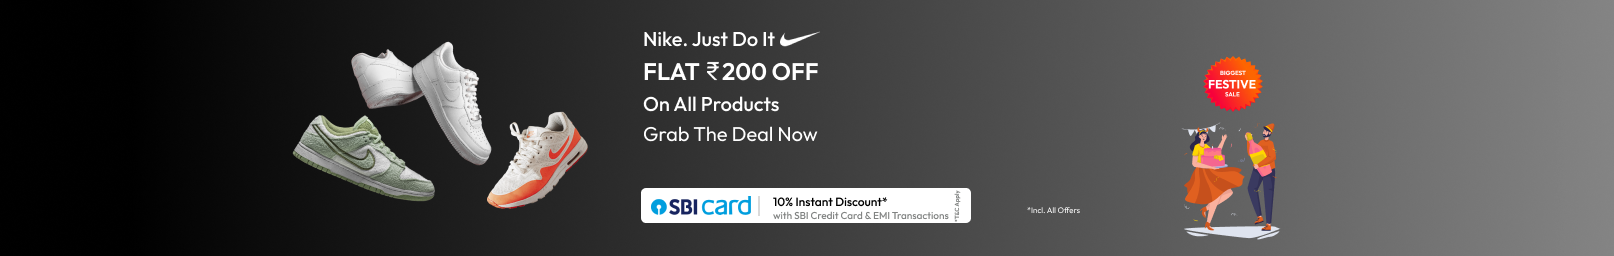 Nike. Just Do It
FLAT ₹200 OFF
On All Products
Grab The Deal Now
SBI card
10% Instant Discount*
with SBI Credit Card & EMI Transactions
*T&C Apply
*Incl. All Offers
BIGGEST
FESTIVE
SALE